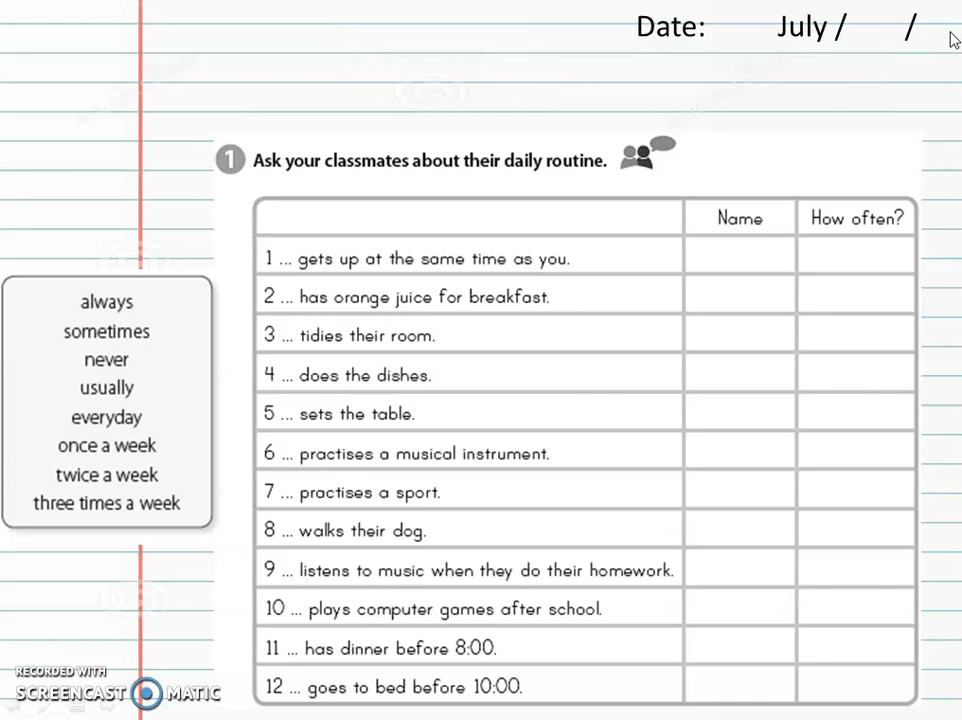 Date: July / /
1 Ask your classmates about their daily routine.
Name How often?
1 ... gets up at the same time as you.
2 ... has orange juice for breakfast.
3 ... tidies their room.
4 ... does the dishes.
5 ... sets the table.
6 ... practises a musical instrument.
7 ... practises a sport.
8 ... walks their dog.
9 ... listens to music when they do their homework.
10 ... plays computer games after school.
11 ... has dinner before 8:00.
12 ... goes to bed before 10:00.
always
sometimes
never
usually
everyday
once a week
twice a week
three times a week
RECORDED WITH
SCREENCAST MATIC